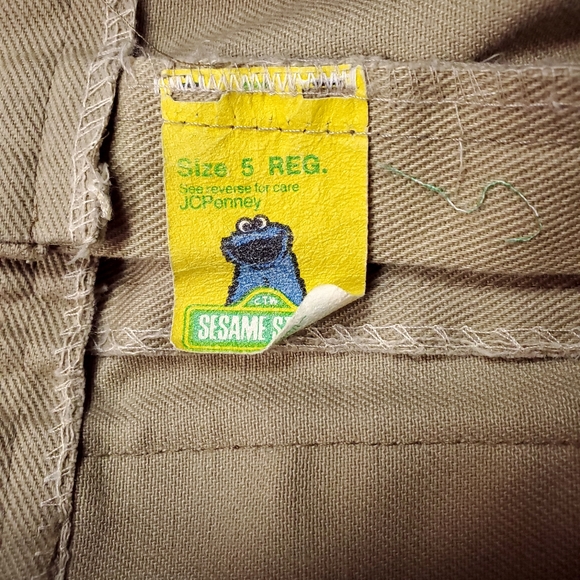 Size 5 REG.
See reverse for care
JCPenney
CTW
SESAME